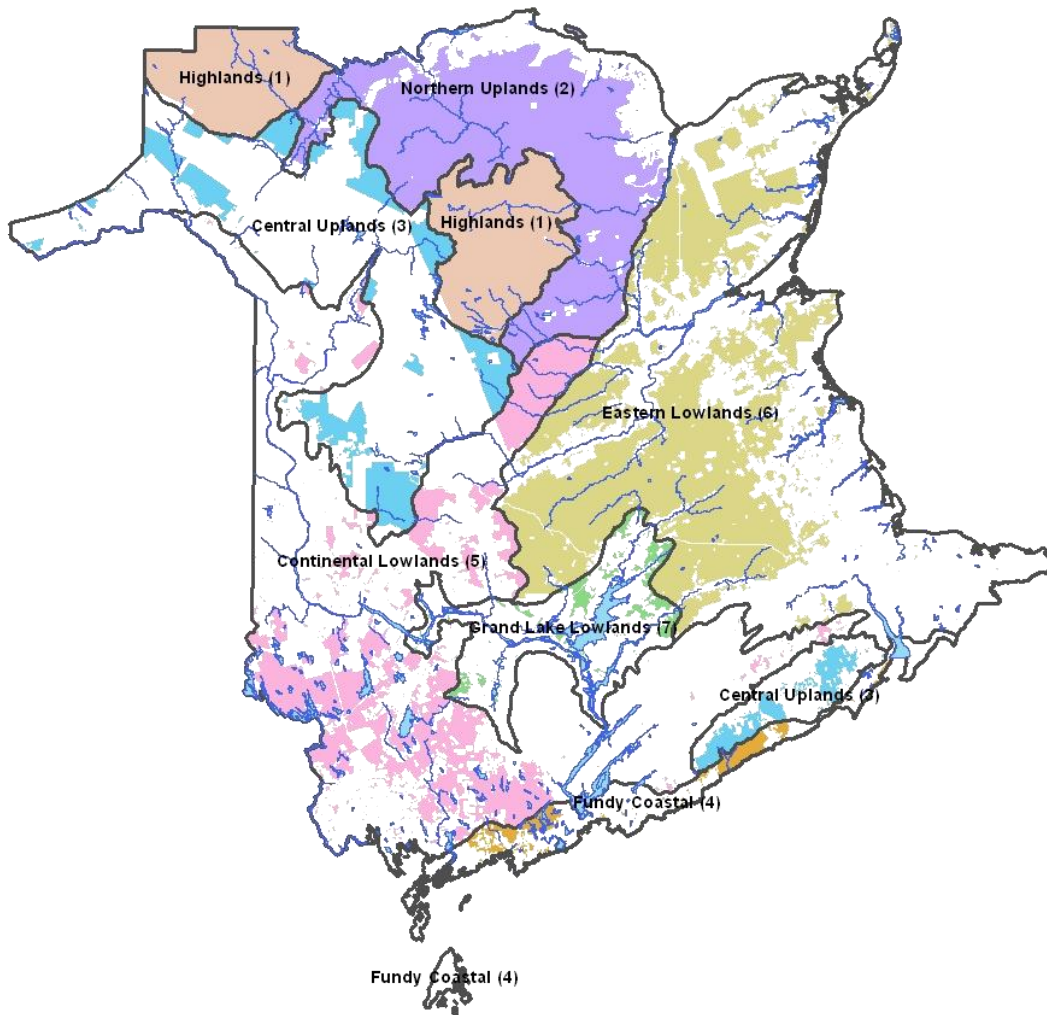 Highlands (1)
Northern Uplands (2)
Central Uplands (3)
Highlands (1)
Eastern Lowlands (6)
Continental Lowlands (5)
Grand Lake Lowlands (7)
Central Uplands (3)
Fundy Coastal (4)
Fundy Coastal (4)